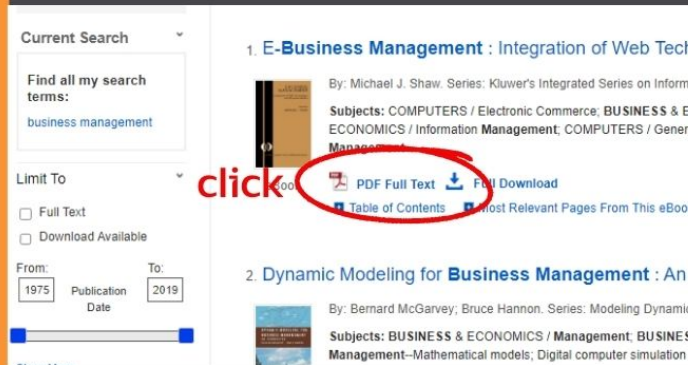 Current Search
Find all my search
terms:
business management
Limit To
Full Text
Download Available
From:
To:
1975
Publication
Date
2019
1. E-Business Management : Integration of Web Tech
By: Michael J. Shaw. Series: Kluwer's Integrated Series on Inform
Subjects: COMPUTERS / Electronic Commerce; BUSINESS & E
ECONOMICS / Information Management; COMPUTERS / Gener
Management
click
eBook
PDF Full Text
Full Download
Table of Contents
Most Relevant Pages From This eBoo
2. Dynamic Modeling for Business Management : An
By: Bernard McGarvey; Bruce Hannon. Series: Modeling Dynamic
Subjects: BUSINESS & ECONOMICS / Management; BUSINES
Management--Mathematical models; Digital computer simulation